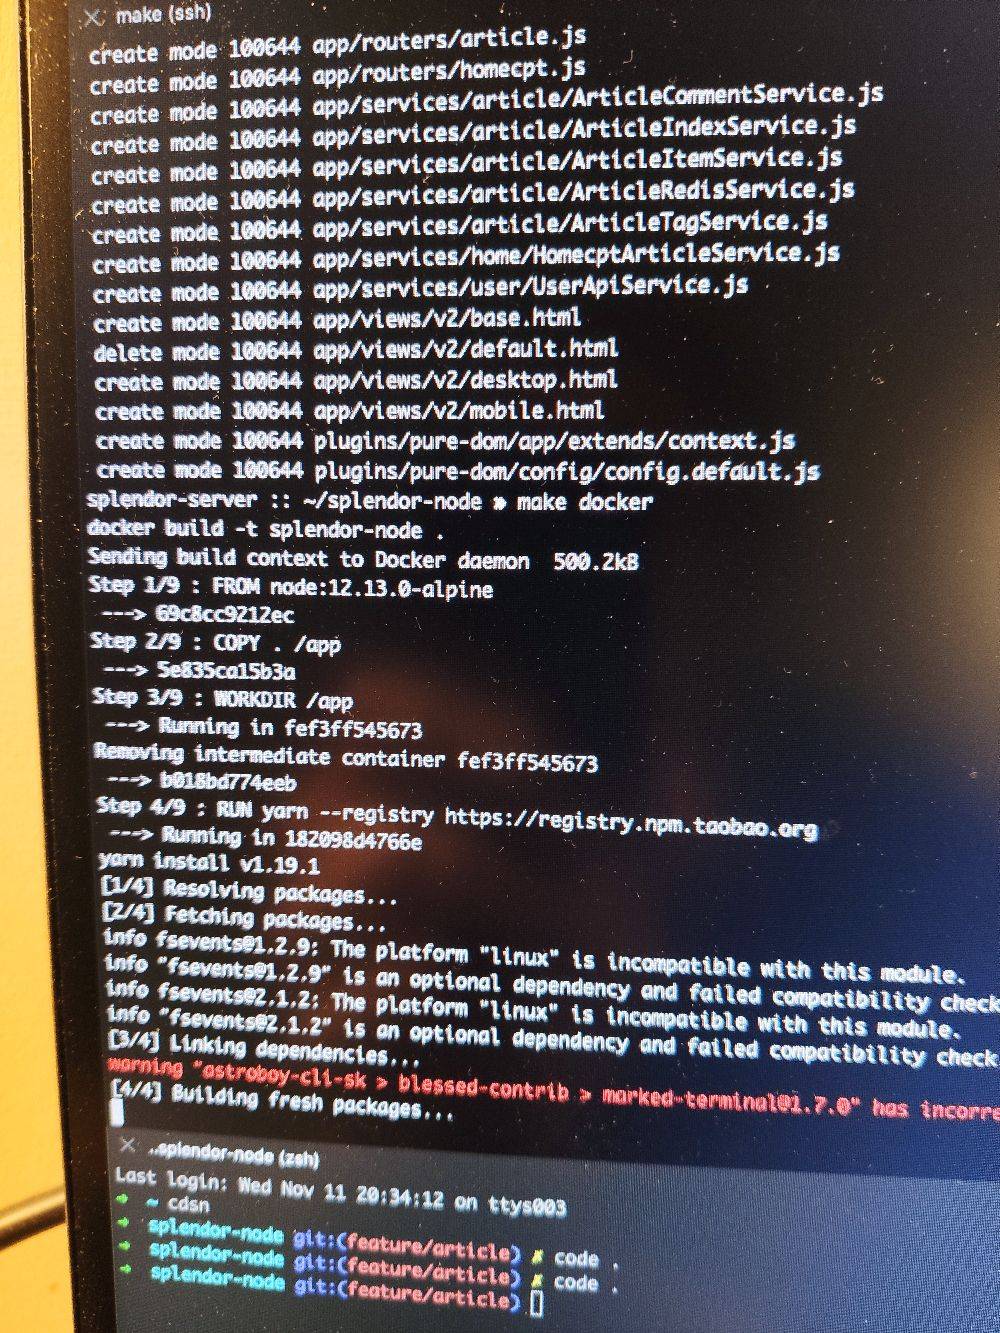 make (ssh)
create mode 100644 app/routers/article.js
create mode 100644 app/routers/homecpt.js
create mode 100644 app/services/article/ArticleCommentService.js
create mode 100644 app/services/article/ArticleIndexService.js
create mode 100644 app/services/article/ArticleItemService.js
create mode 100644 app/services/article/ArticleRedisService.js
create mode 100644 app/services/article/ArticleTagService.js
create mode 100644 app/services/home/HomecptArticleService.js
create mode 100644 app/services/user/UserApiService.js
create mode 100644 app/views/v2/base.html
delete mode 100644 app/views/v2/default.html
create mode 100644 app/views/v2/desktop.html
create mode 100644 app/views/v2/mobile.html
create mode 100644 plugins/pure-dom/app/extends/context.js
create mode 100644 plugins/pure-dom/config/config.default.js
splendor-server :: ~/splendor-node » make docker
docker build -t splendor-node .
Sending build context to Docker daemon  500.2kB
Step 1/9 : FROM node:12.13.0-alpine
---> 69c8cc9212ec
Step 2/9 : COPY . /app
---> 5e835ca15b3a
Step 3/9 : WORKDIR /app
---> Running in fef3ff545673
Removing intermediate container fef3ff545673
---> b018bd774eeb
Step 4/9 : RUN yarn --registry https://registry.npm.taobao.org
---> Running in 182098d4766e
yarn install v1.19.1
[1/4] Resolving packages...
[2/4] Fetching packages...
info fsevents@1.2.9: The platform "linux" is incompatible with this module.
info "fsevents@1.2.9" is an optional dependency and failed compatibility check
info fsevents@2.1.2: The platform "linux" is incompatible with this module.
info "fsevents@2.1.2" is an optional dependency and failed compatibility check
[3/4] Linking dependencies...
warning "astroboy-cli-sk > blessed-contrib > marked-terminal@1.7.0" has incorre
[4/4] Building fresh packages...
..splendor-node (zsh)
Last login: Wed Nov 11 20:34:12 on ttys003
➜ ~ cdsn
➜ splendor-node git:(feature/article) ✗ code .
➜ splendor-node git:(feature/article) ✗ code .
➜ splendor-node git:(feature/article)